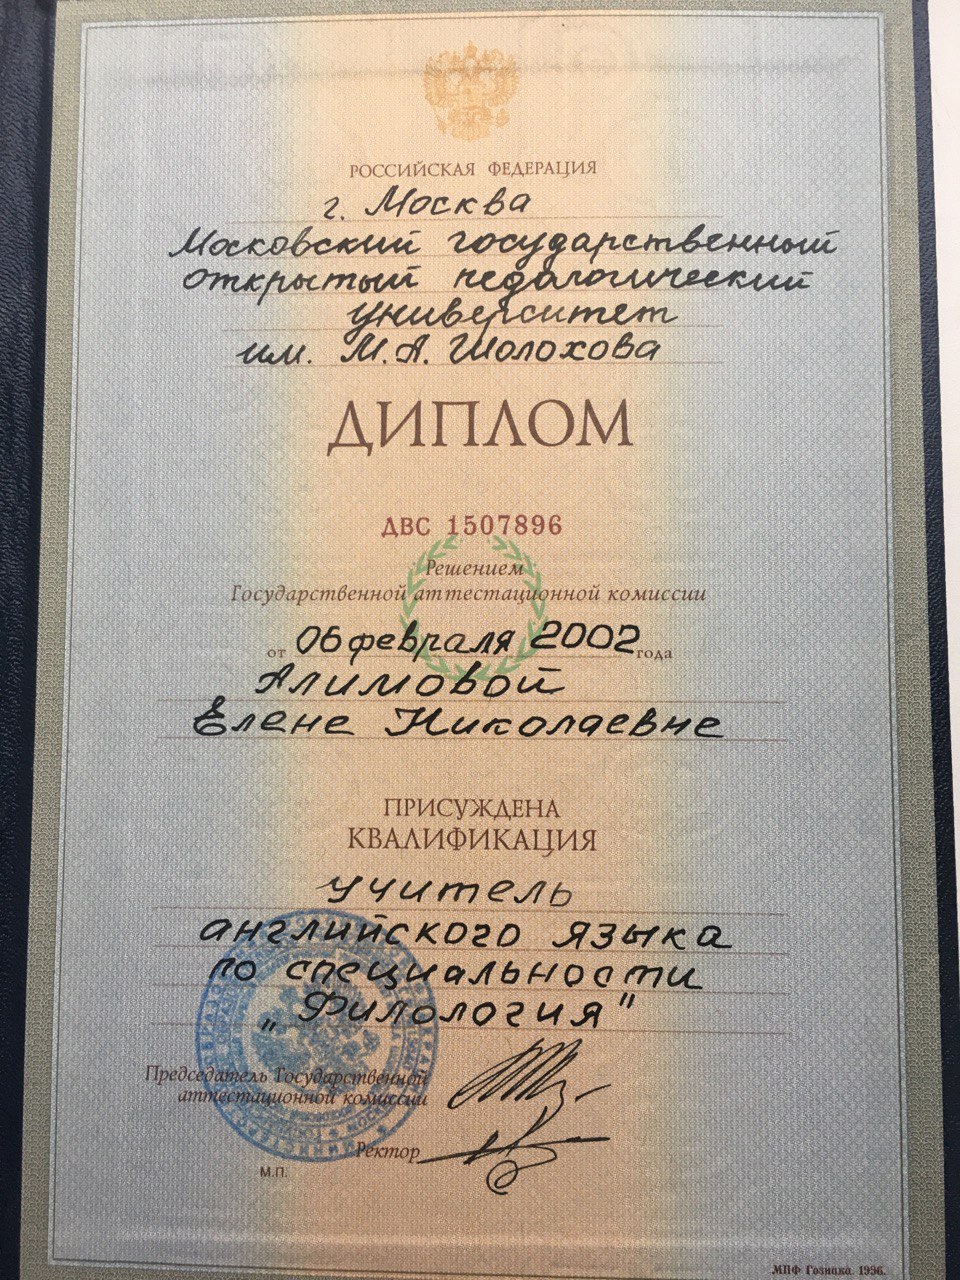 РОССИЙСКАЯ ФЕДЕРАЦИЯ
г. Москва
Московский государственный
открытый педагогический
университет
им. М.А. Шолохова
ДИПЛОМ
ДВС 1507896
Решением
Государственной аттестационной комиссии
от 06 февраля 2002 года
Алимовой
Елене Николаевне
ПРИСУЖДЕНА
КВАЛИФИКАЦИЯ
учитель
английского языка
по специальности
„Филология"
Председатель Государственной
аттестационной комиссии
Ректор
М.П.
МПФ Гознака. 1996.